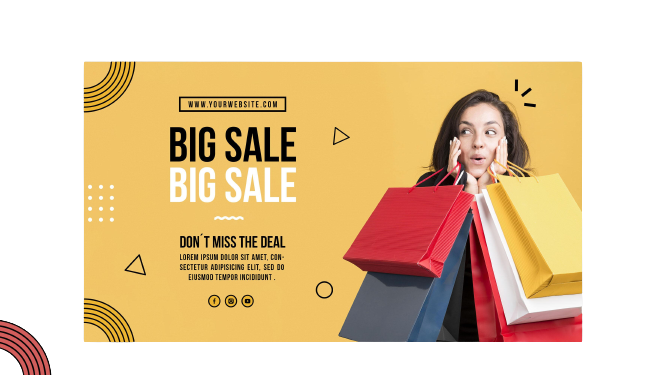 WWW.YOURWEBSITE.COM
BIG SALE
BIG SALE
DON´T MISS THE DEAL
LOREM IPSUM DOLOR SIT AMET, CON-
SECTETUR ADIPISICING ELIT, SED DO
EIUSMOD TEMPOR INCIDIDUNT .